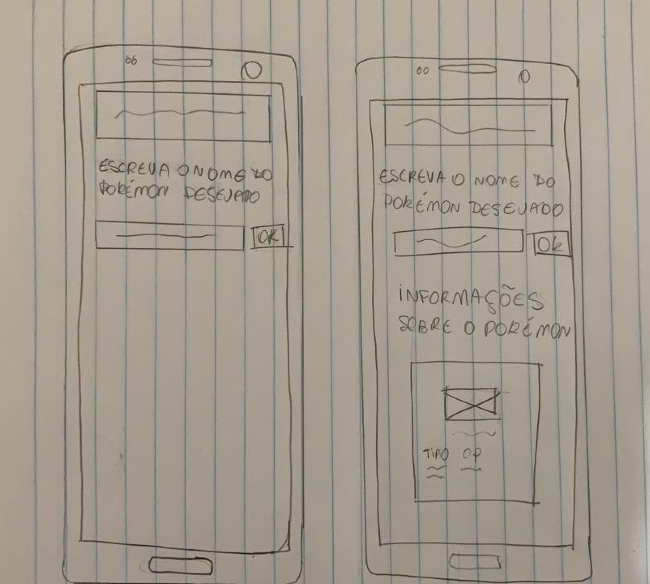 ESCREVA O NOME DO
POKÉMON DESEJADO
OK
ESCREVA O NOME DO
POKÉMON DESEJADO
OK
INFORMAÇÕES
SOBRE O POKÉMON
TIPO